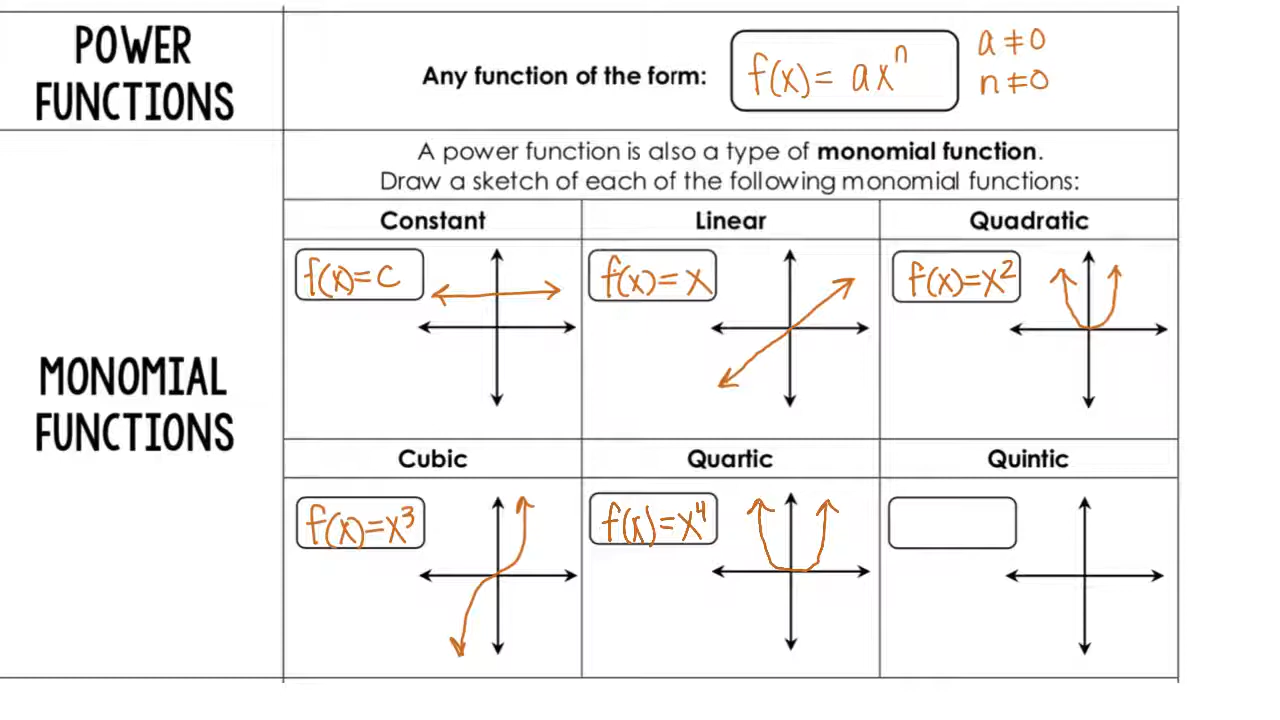 POWER
FUNCTIONS
Any function of the form:
f(x) = axⁿ
a ≠ 0
n ≠ 0
A power function is also a type of monomial function.
Draw a sketch of each of the following monomial functions:
MONOMIAL
FUNCTIONS
Constant
Linear
Quadratic
f(x)=c
f(x)=x
f(x)=x²
Cubic
Quartic
Quintic
f(x)=x³
f(x)=x⁴